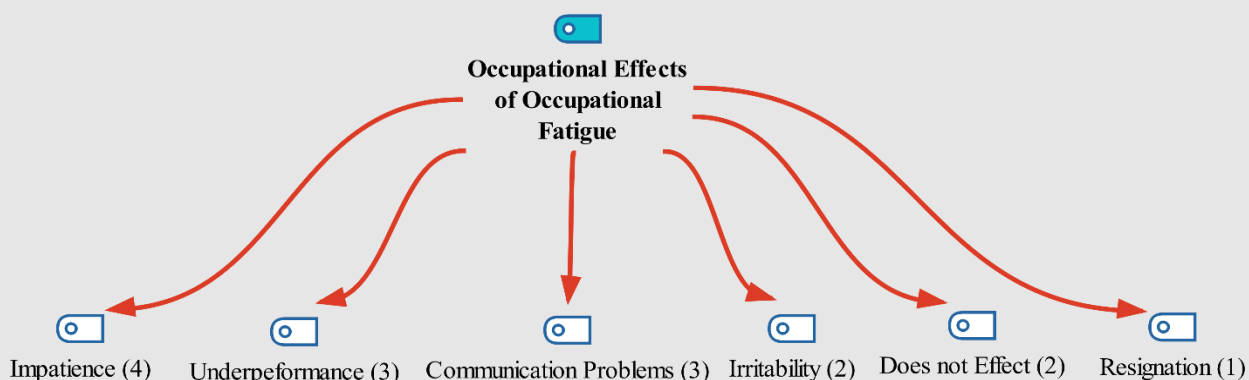 Occupational Effects
of Occupational
Fatigue
Impatience (4)
Underpeformance (3)
Communication Problems (3)
Irritability (2)
Does not Effect (2)
Resignation (1)